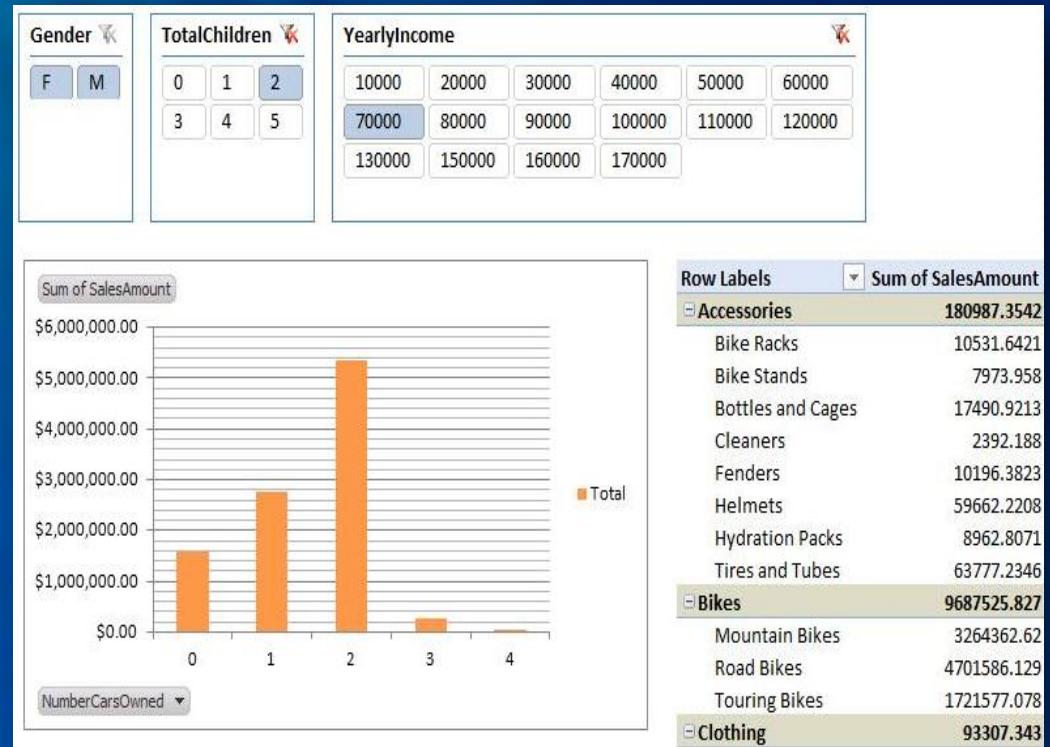 Gender
F M
TotalChildren
0 1 2
3 4 5
YearlyIncome
10000 20000 30000 40000 50000 60000
70000 80000 90000 100000 110000 120000
130000 150000 160000 170000
Sum of SalesAmount
$6,000,000.00
$5,000,000.00
$4,000,000.00
$3,000,000.00
$2,000,000.00
$1,000,000.00
$0.00
0 1 2 3 4
Total
NumberCarsOwned
Row Labels Sum of SalesAmount
Accessories 180987.3542
Bike Racks 10531.6421
Bike Stands 7973.958
Bottles and Cages 17490.9213
Cleaners 2392.188
Fenders 10196.3823
Helmets 59662.2208
Hydration Packs 8962.8071
Tires and Tubes 63777.2346
Bikes 9687525.827
Mountain Bikes 3264362.62
Road Bikes 4701586.129
Touring Bikes 1721577.078
Clothing 93307.343